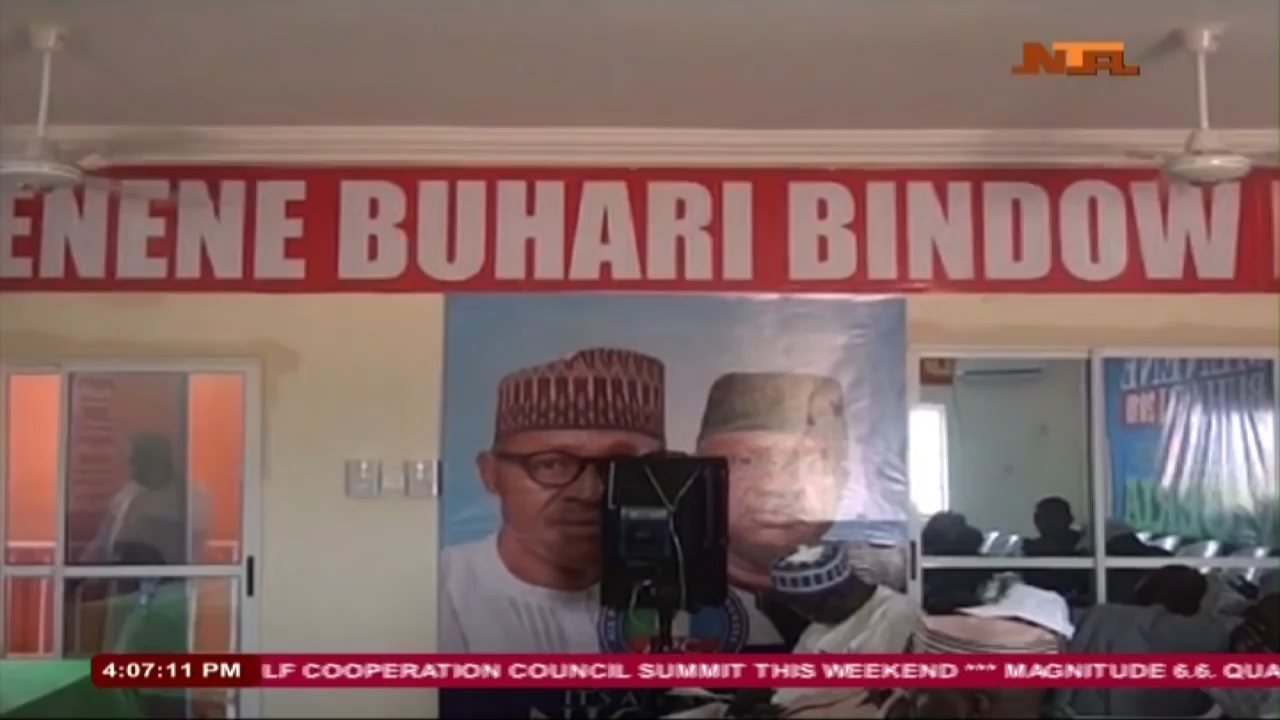 NTA
ENENE BUHARI BINDOW
4:07:11 PM
LF COOPERATION COUNCIL SUMMIT THIS WEEKEND *** MAGNITUDE 6.6. QUA